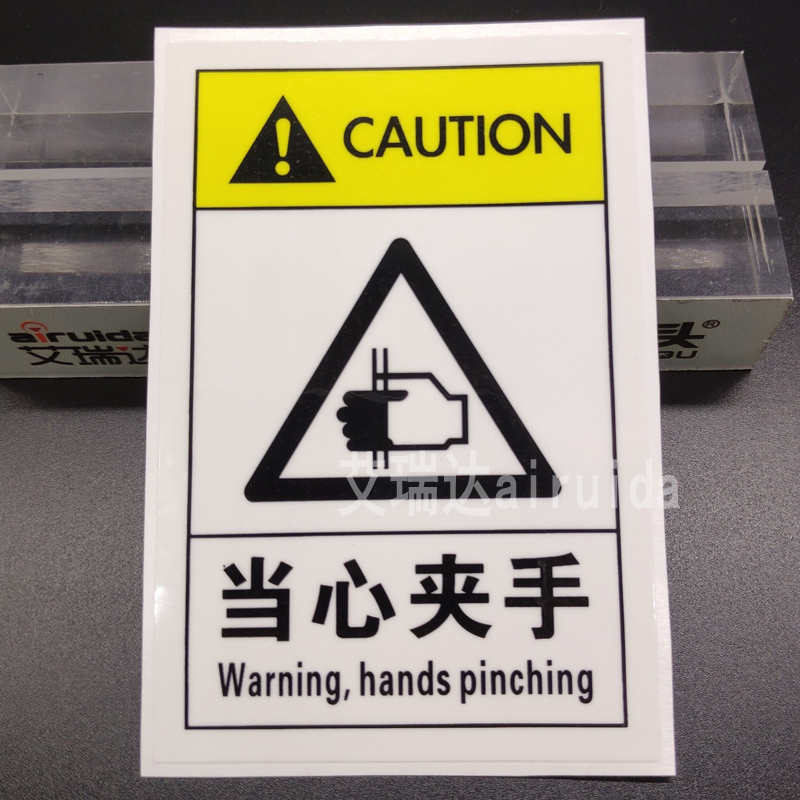 CAUTION
airuida
艾瑞达
头®
艾瑞达airuida
当心夹手
Warning, hands pinching